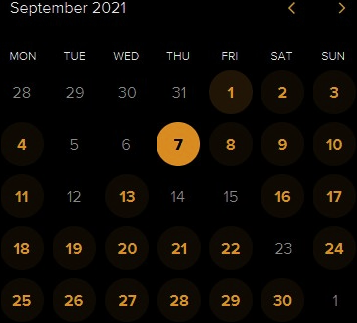 September 2021
MON TUE WED THU FRI SAT SUN
28 29 30 31 1 2 3
4 5 6 7 8 9 10
11 12 13 14 15 16 17
18 19 20 21 22 23 24
25 26 27 28 29 30 1